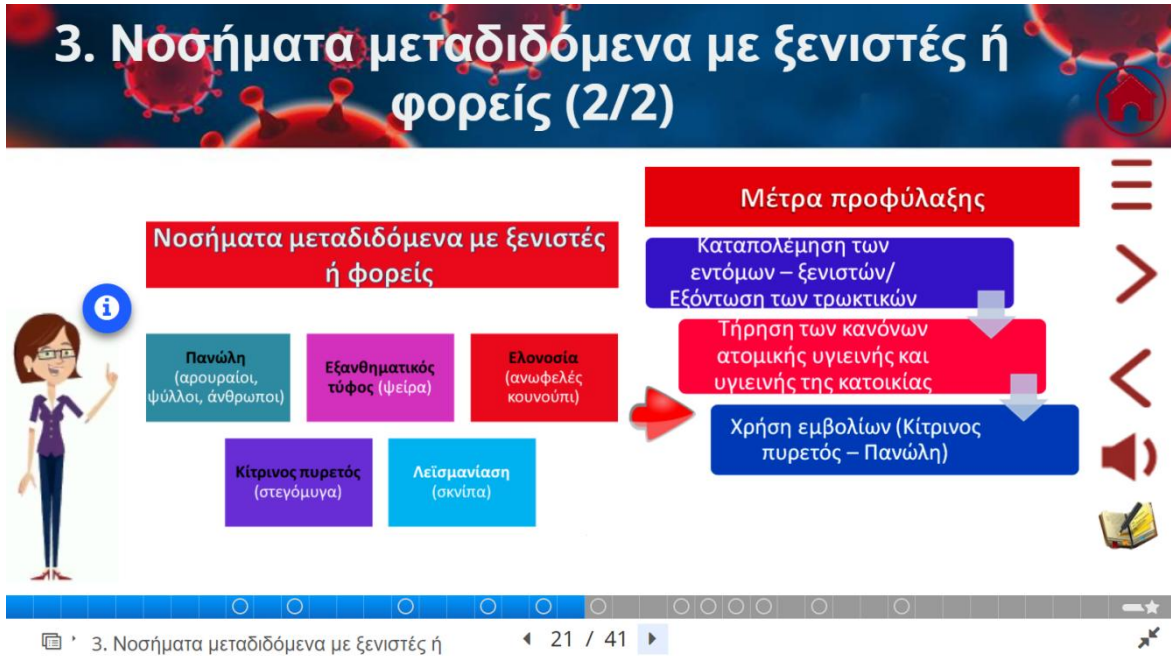 3. Νοσήματα μεταδιδόμενα με ξενιστές ή
φορείς (2/2)
Νοσήματα μεταδιδόμενα με ξενιστές
ή φορείς
Πανώλη
(αρουραίοι,
ψύλλοι, άνθρωποι)
Εξανθηματικός
τύφος (ψείρα)
Ελονοσία
(ανωφελές
κουνούπι)
Κίτρινος πυρετός
(στεγόμυγα)
Λεϊσμανίαση
(σκνίπα)
Μέτρα προφύλαξης
Καταπολέμηση των
εντόμων – ξενιστών/
Εξόντωση των τρωκτικών
Τήρηση των κανόνων
ατομικής υγιεινής και
υγιεινής της κατοικίας
Χρήση εμβολίων (Κίτρινος
πυρετός – Πανώλη)
3. Νοσήματα μεταδιδόμενα με ξενιστές ή
21 / 41